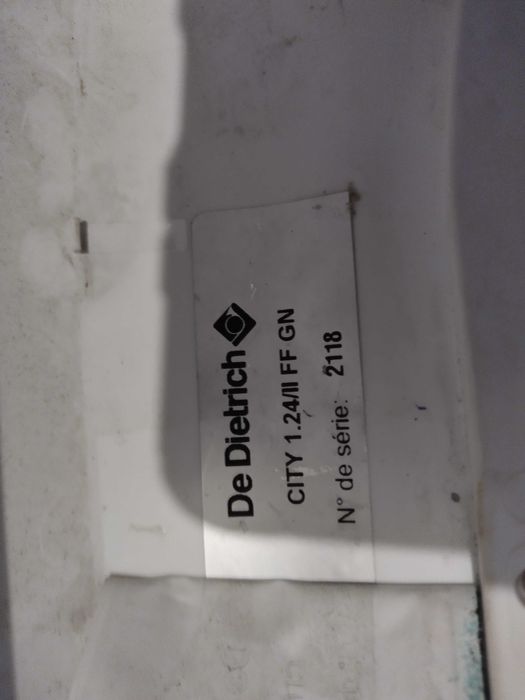 De Dietrich
CITY 1.24/II FF GN
N° de série: 2118